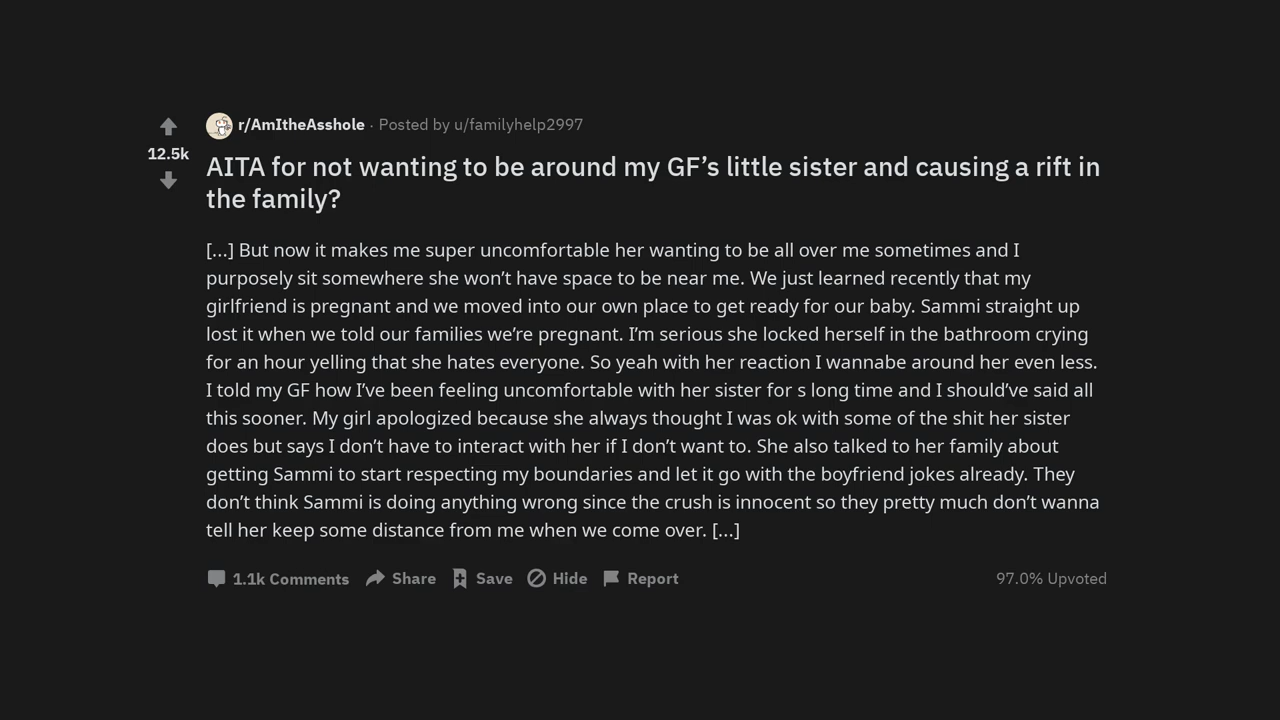 r/AmItheAsshole · Posted by u/familyhelp2997
12.5k
AITA for not wanting to be around my GF’s little sister and causing a rift in
the family?
[...] But now it makes me super uncomfortable her wanting to be all over me sometimes and I
purposely sit somewhere she won’t have space to be near me. We just learned recently that my
girlfriend is pregnant and we moved into our own place to get ready for our baby. Sammi straight up
lost it when we told our families we’re pregnant. I’m serious she locked herself in the bathroom crying
for an hour yelling that she hates everyone. So yeah with her reaction I wannabe around her even less.
I told my GF how I’ve been feeling uncomfortable with her sister for s long time and I should’ve said all
this sooner. My girl apologized because she always thought I was ok with some of the shit her sister
does but says I don’t have to interact with her if I don’t want to. She also talked to her family about
getting Sammi to start respecting my boundaries and let it go with the boyfriend jokes already. They
don’t think Sammi is doing anything wrong since the crush is innocent so they pretty much don’t wanna
tell her keep some distance from me when we come over. [...]
1.1k Comments Share Save Hide Report 97.0% Upvoted